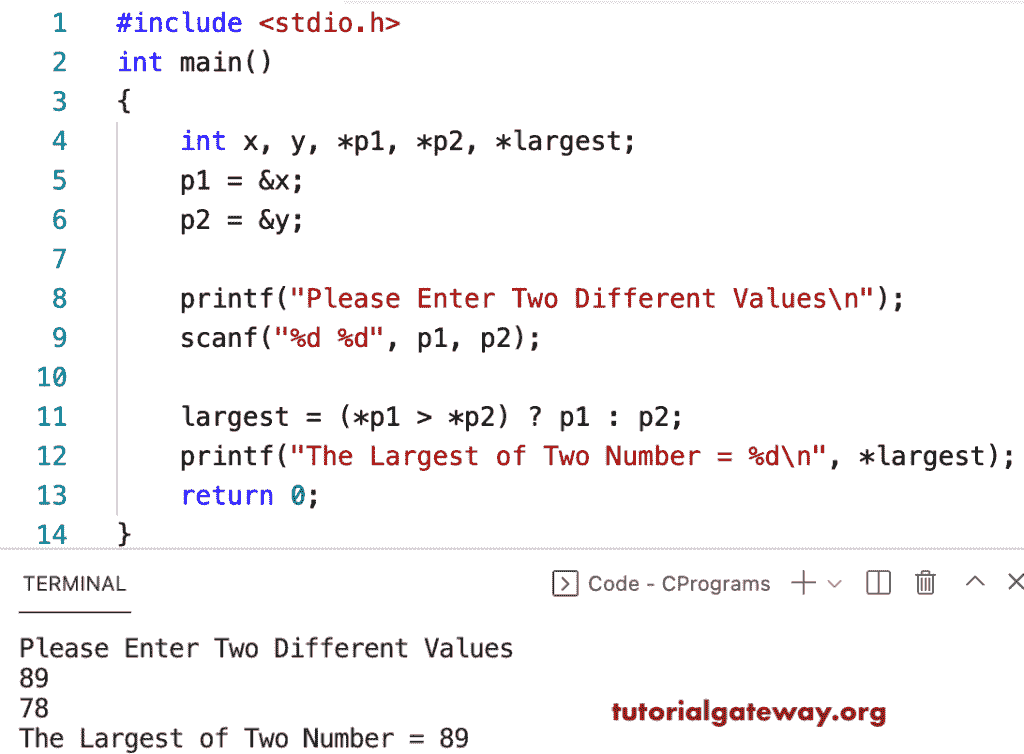 1 #include <stdio.h>
2 int main()
3 {
4 int x, y, *p1, *p2, *largest;
5 p1 = &x;
6 p2 = &y;
7
8 printf("Please Enter Two Different Values\n");
9 scanf("%d %d", p1, p2);
10
11 largest = (*p1 > *p2) ? p1 : p2;
12 printf("The Largest of Two Number = %d\n", *largest);
13 return 0;
14 }
TERMINAL Code - CPrograms
Please Enter Two Different Values
89
78
tutorialgateway.org
The Largest of Two Number = 89